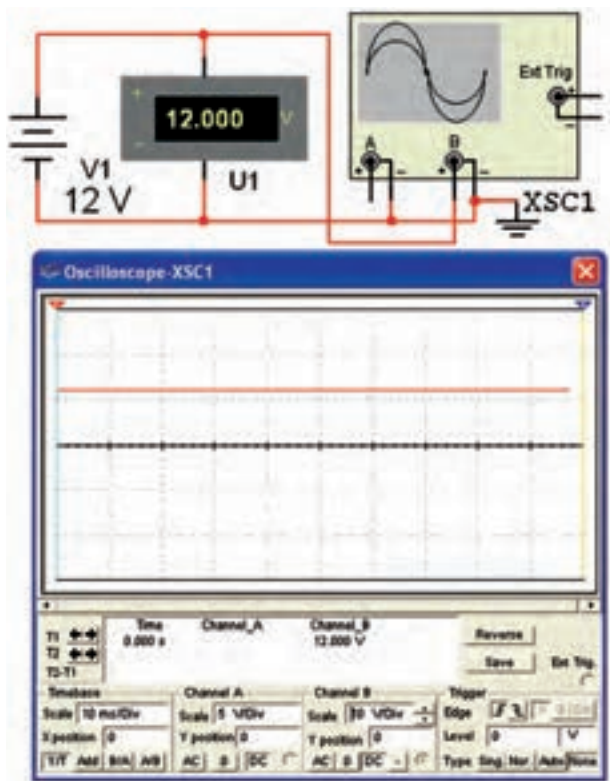 Ext Trig
+
12.000 V
-
A B
V1
12 V
U1
XSC1
Oscilloscope-XSC1
Time Channel_A Channel_B
T1 0.000 s 12.000 V
T2
T2-T1
Reverse
Save
Ext Trig.
Timebase Channel A Channel B Trigger
Scale 10 ms/Div Scale 5 V/Div Scale 10 V/Div Edge
X position 0 Y position 0 Y position 0 Level 0 V
Y/T Add B/A A/B AC 0 DC AC 0 DC - Type Sing. Nor. Auto None